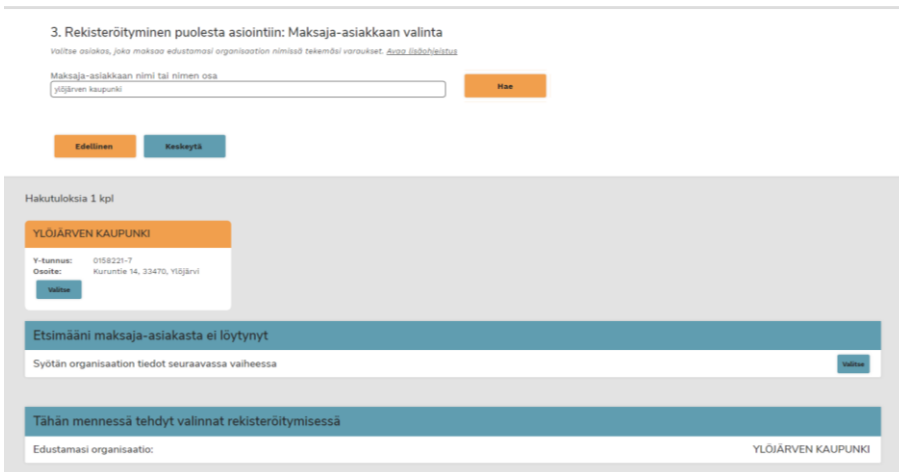 3. Rekisteröityminen puolesta asiointiin: Maksaja-asiakkaan valinta
Valitse asiakas, joka maksaa edustamasi organisaation nimissä tekemäsi varaukset. Avaa lisäohjeistus
Maksaja-asiakkaan nimi tai nimen osa
ylöjärven kaupunki
Hae
Edellinen
Keskeytä
Hakutuloksia 1 kpl
YLÖJÄRVEN KAUPUNKI
Y-tunnus: 0158221-7
Osoite: Kuruntie 14, 33470, Ylöjärvi
Valitse
Etsimääni maksaja-asiakasta ei löytynyt
Syötän organisaation tiedot seuraavassa vaiheessa
Valitse
Tähän mennessä tehdyt valinnat rekisteröitymisessä
Edustamasi organisaatio: YLÖJÄRVEN KAUPUNKI